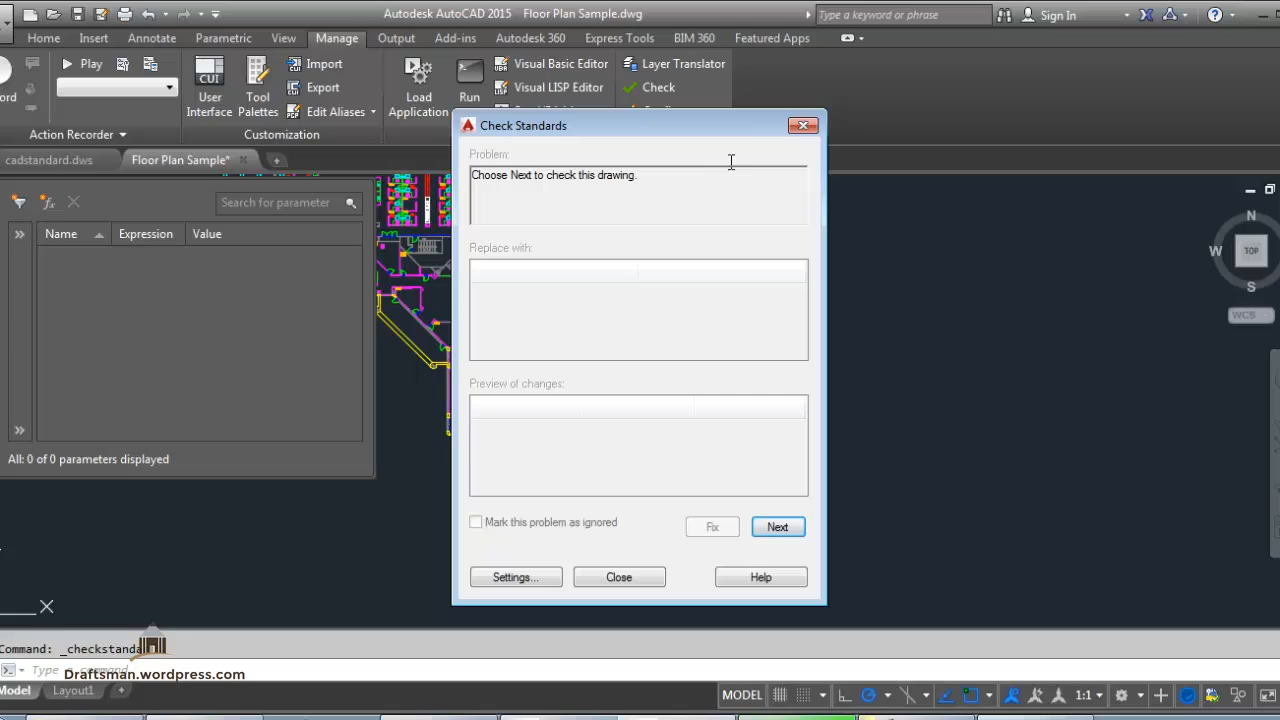 Autodesk AutoCAD 2015 Floor Plan Sample.dwg
Type a keyword or phrase
Sign In
Home Insert Annotate Parametric View Manage Output Add-ins Autodesk 360 Express Tools BIM 360 Featured Apps
Play
Import
Visual Basic Editor
Layer Translator
Export
Visual LISP Editor
Check
User Interface
Tool Palettes
Edit Aliases
Load Application
Run
CUI
Action Recorder
Customization
cadstandard.dws
Floor Plan Sample*
Search for parameter
Name Expression Value
All: 0 of 0 parameters displayed
Check Standards
Problem:
Choose Next to check this drawing.
Replace with:
Preview of changes:
Mark this problem as ignored
Fix
Next
Settings...
Close
Help
N
W
TOP
S
WCS
Command: _checkstanda
Type a command
Draftsman.wordpress.com
Model
Layout1
MODEL
1:1